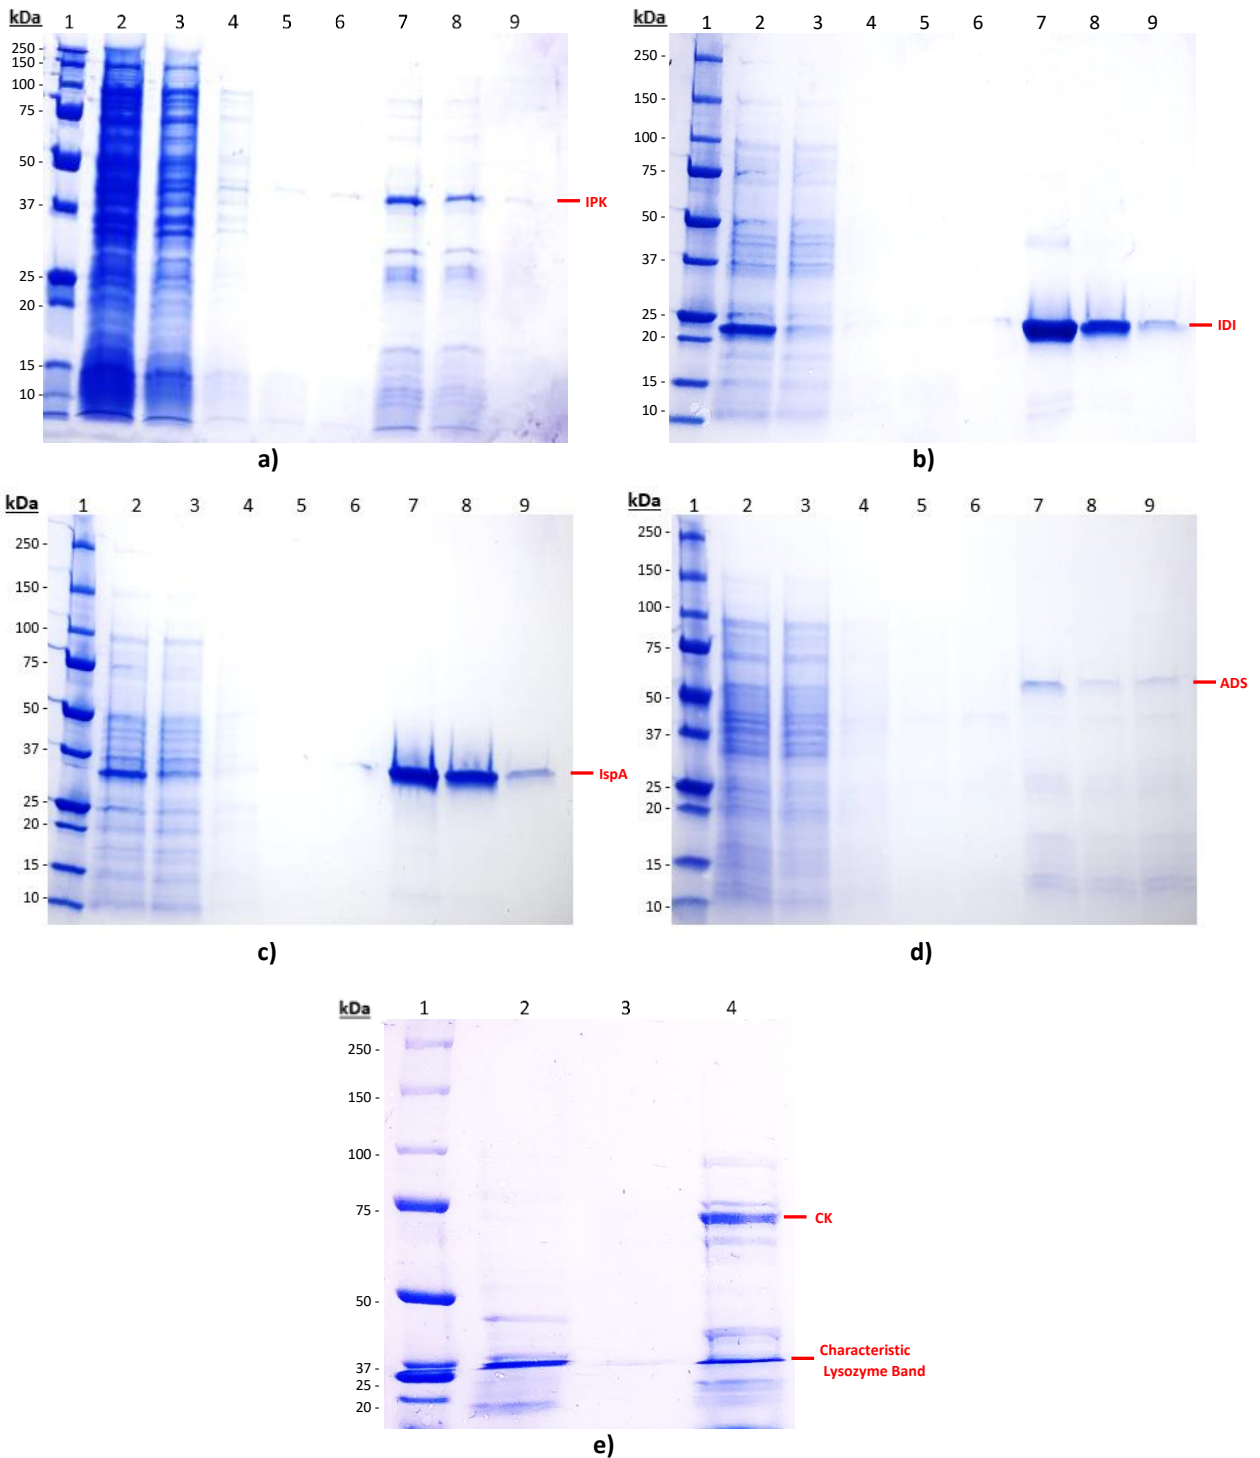 kDa 1 2 3 4 5 6 7 8 9
250 -
150 -
100 -
75 -
50 -
37 -
25 -
20 -
15 -
10 -
IPK
a)
kDa 1 2 3 4 5 6 7 8 9
250 -
150 -
100 -
75 -
50 -
37 -
25 -
20 -
15 -
10 -
IDI
b)
kDa 1 2 3 4 5 6 7 8 9
250 -
150 -
100 -
75 -
50 -
37 -
25 -
20 -
15 -
10 -
IspA
c)
kDa 1 2 3 4 5 6 7 8 9
250 -
150 -
100 -
75 -
50 -
37 -
25 -
20 -
15 -
10 -
ADS
d)
kDa 1 2 3 4
250 -
150 -
100 -
75 -
50 -
37 -
25 -
20 -
CK
Characteristic
Lysozyme Band
e)